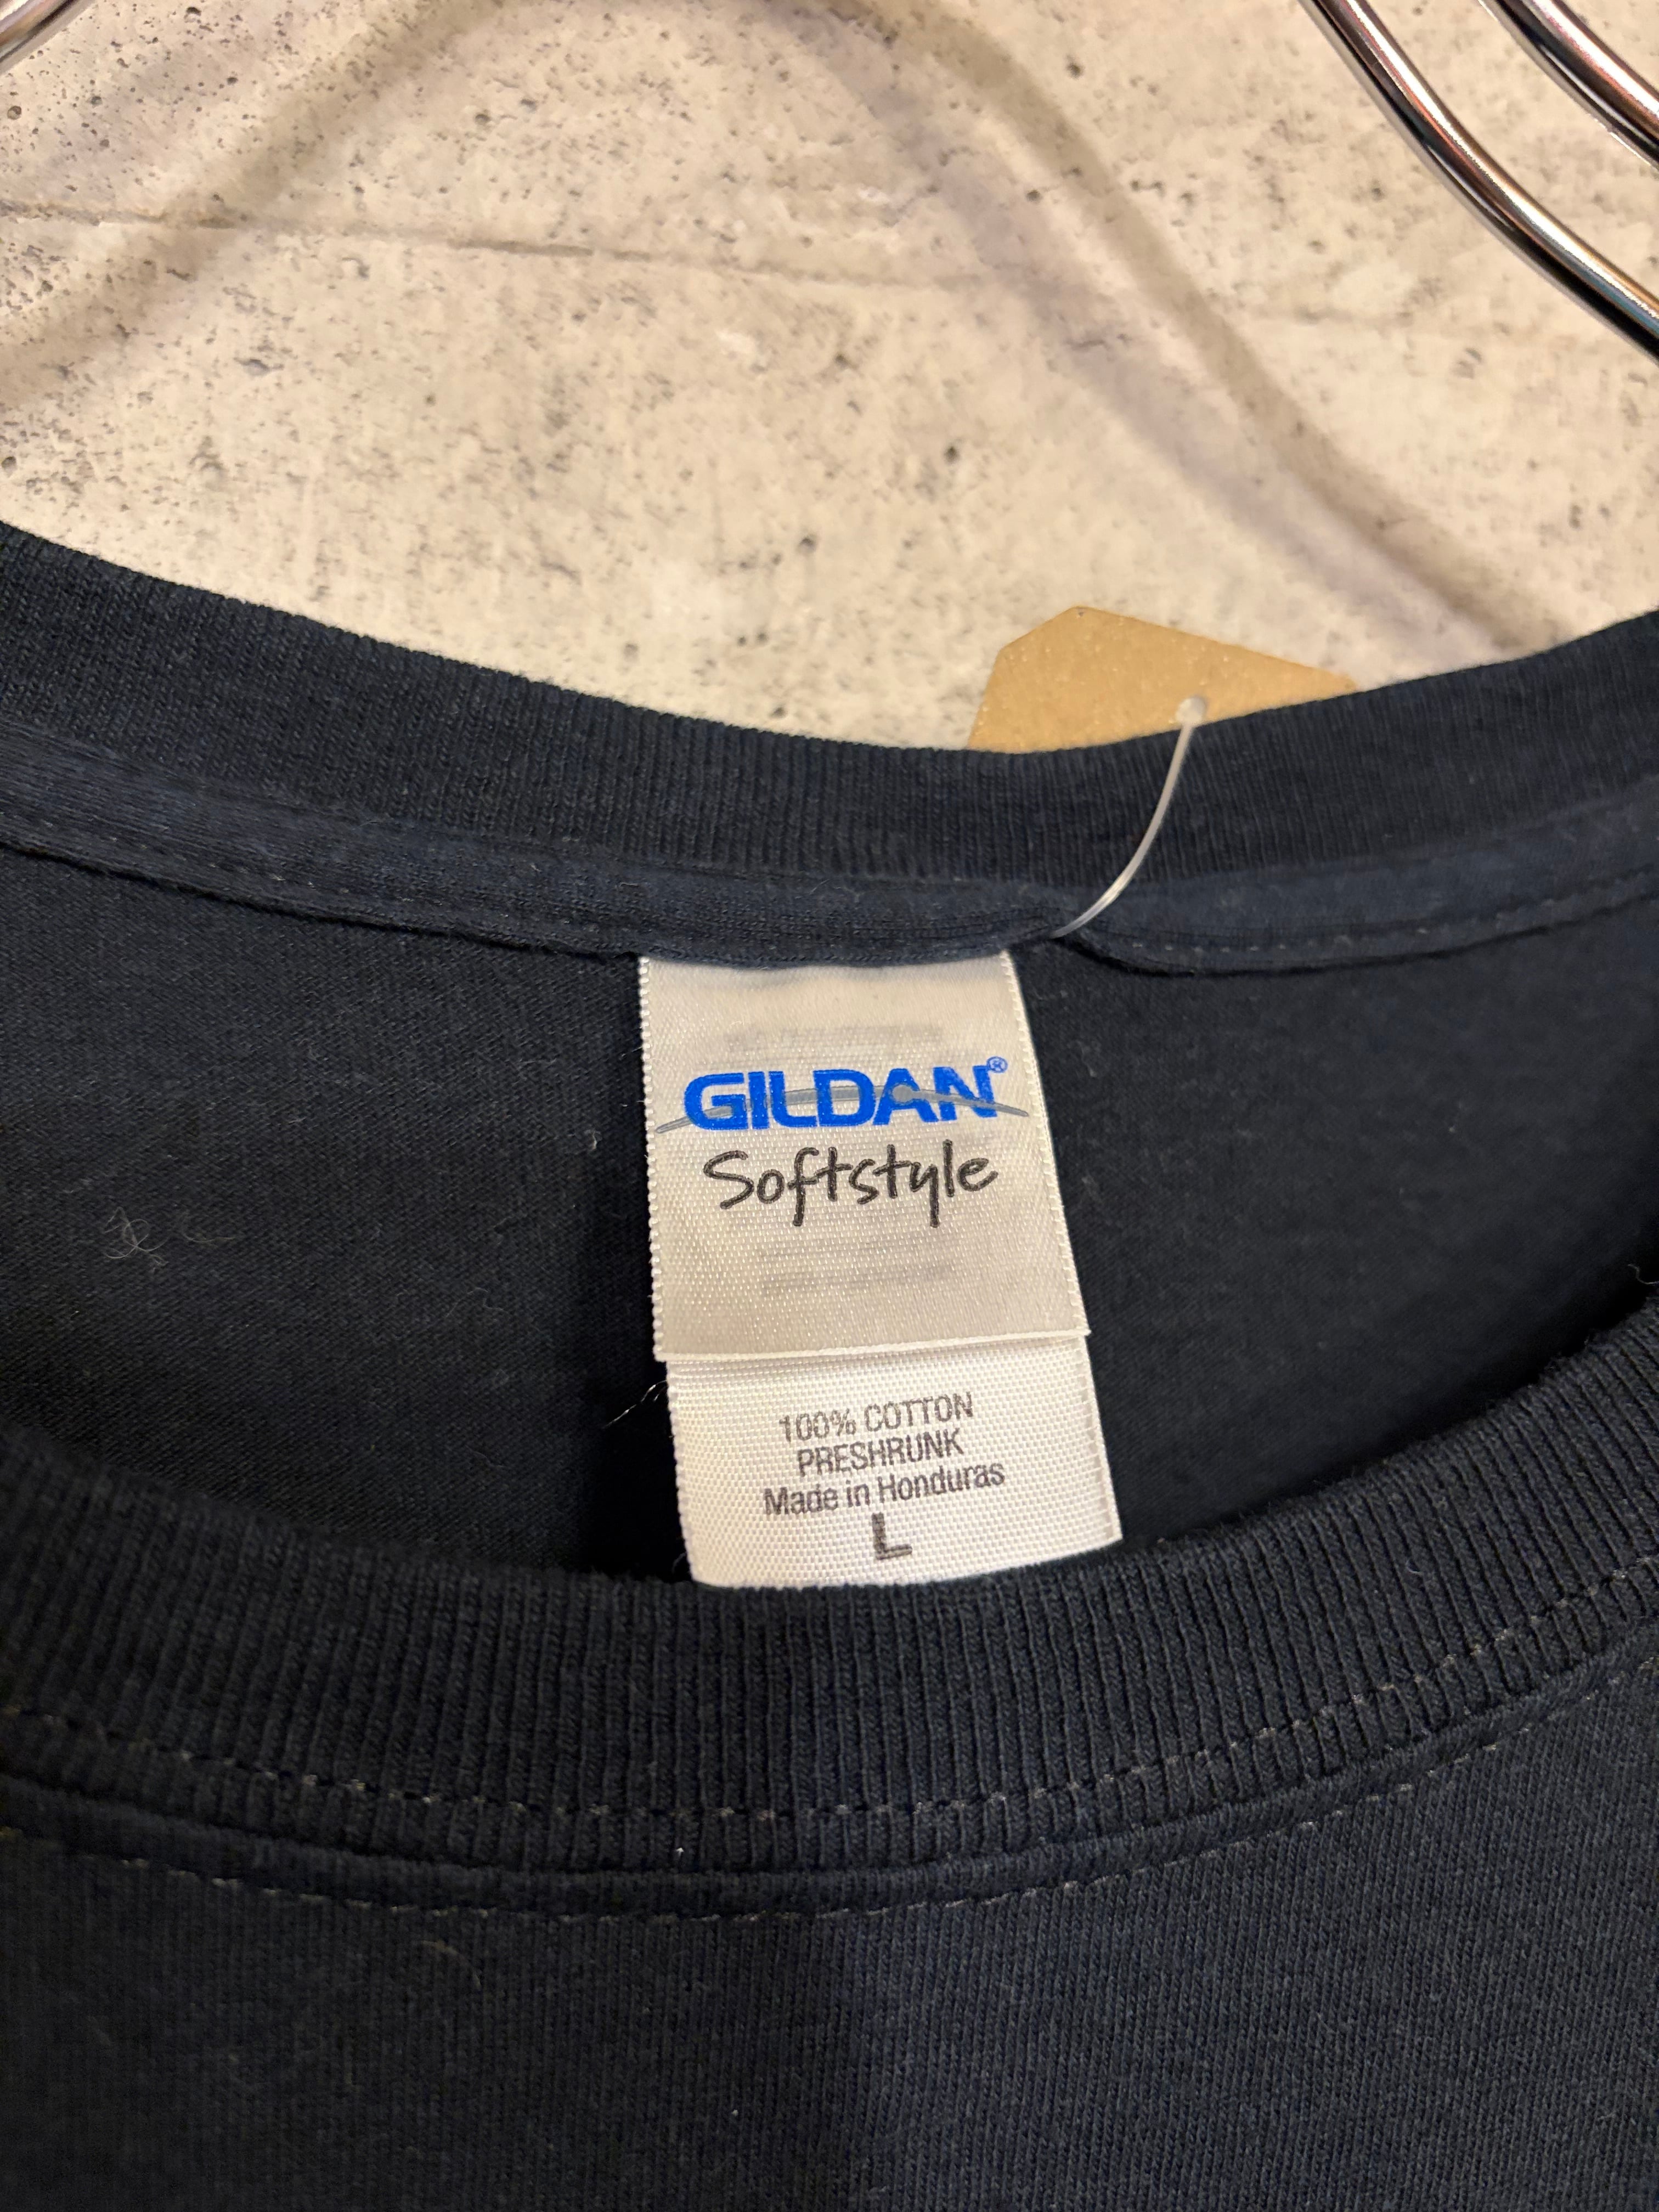 GILDAN®
Softstyle
100% COTTON
PRESHRUNK
Made in Honduras
L